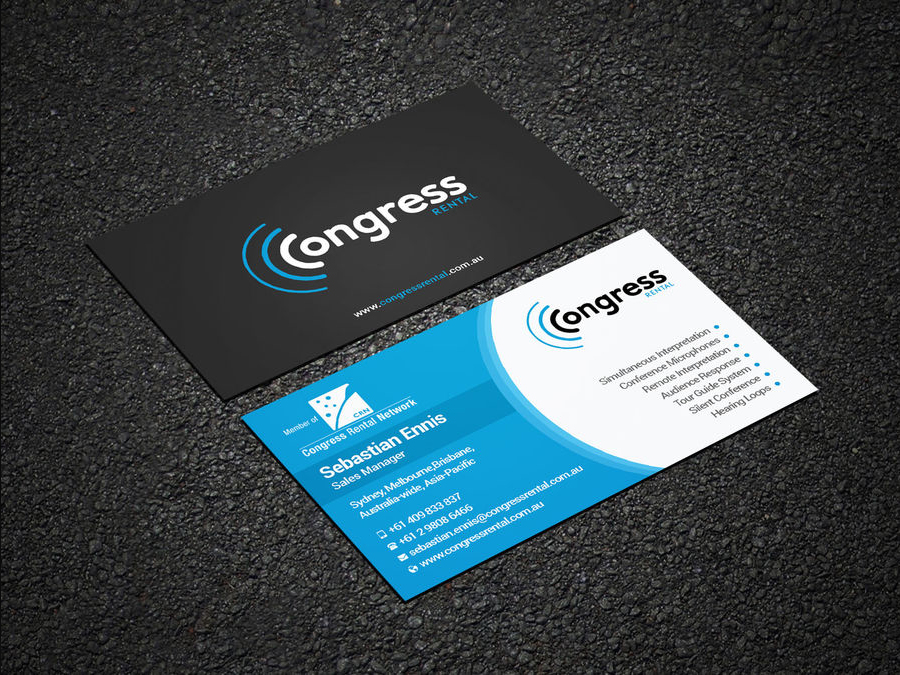 Congress
RENTAL
www.congressrental.com.au
Congress
RENTAL
Simultaneous Interpretation
Conference Microphones
Remote Interpretation
Audience Response
Tour Guide System
Silent Conference
Hearing Loops
Member of
CRN
Congress Rental Network
Sebastian Ennis
Sales Manager
Sydney, Melbourne,Brisbane,
Australia-wide, Asia-Pacific
+61 409 833 837
+61 2 9808 6466
sebastian.ennis@congressrental.com.au
www.congressrental.com.au